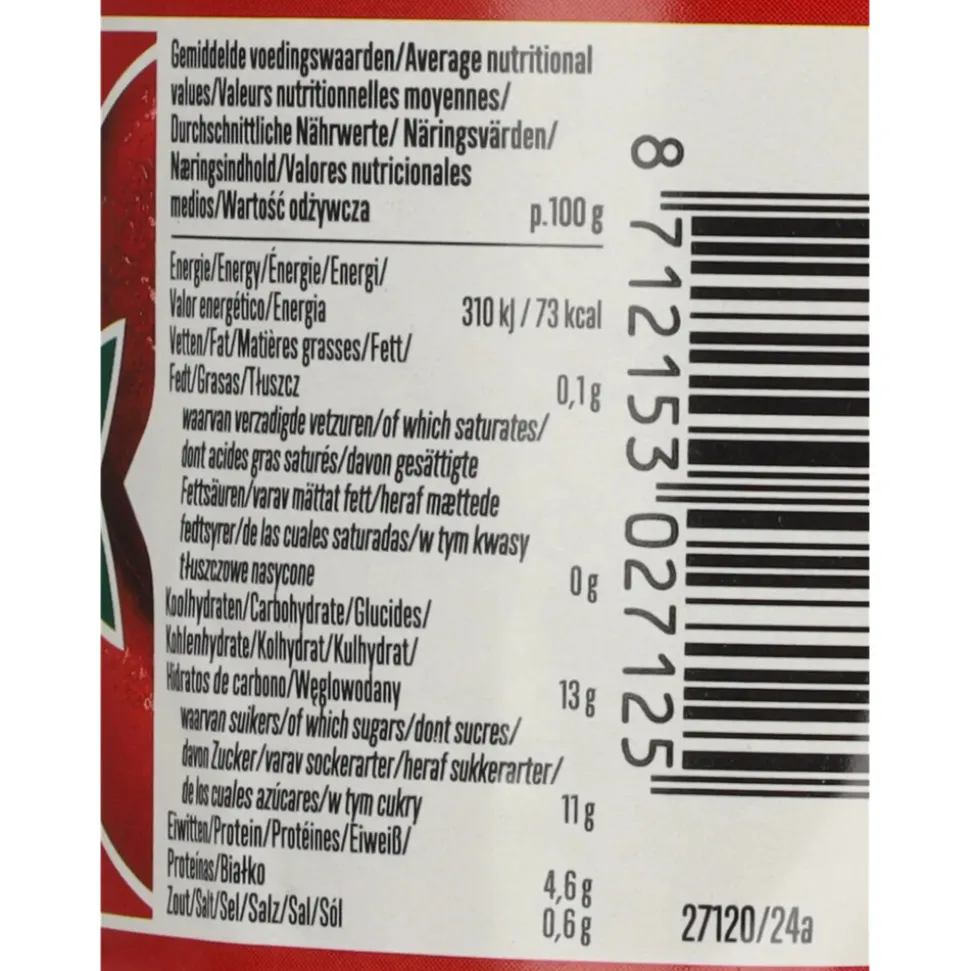 Gemiddelde voedingswaarden/Average nutritional
values/Valeurs nutritionnelles moyennes/
Durchschnittliche Nährwerte/ Näringsvärden/
Næringsindhold/Valores nutricionales
medios/Wartość odżywcza p.100 g
Energie/Energy/Énergie/Energi/
Valor energético/Energia 310 kJ / 73 kcal
Vetten/Fat/Matières grasses/Fett/
Fedt/Grasas/Tłuszcz 0,1 g
waarvan verzadigde vetzuren/of which saturates/
dont acides gras saturés/davon gesättigte
Fettsäuren/varav mättat fett/heraf mættede
fedtsyrer/de las cuales saturadas/w tym kwasy
tłuszczowe nasycone 0 g
Koolhydraten/Carbohydrate/Glucides/
Kohlenhydrate/Kolhydrat/Kulhydrat/
Hidratos de carbono/Węglowodany 13 g
waarvan suikers/of which sugars/dont sucres/
davon Zucker/varav sockerarter/heraf sukkerarter/
de los cuales azúcares/w tym cukry 11 g
Eiwitten/Protein/Protéines/Eiweiß/
Proteínas/Białko 4,6 g
Zout/Salt/Sel/Salz/Sal/Sól 0,6 g
8 712153 027125
27120/24a